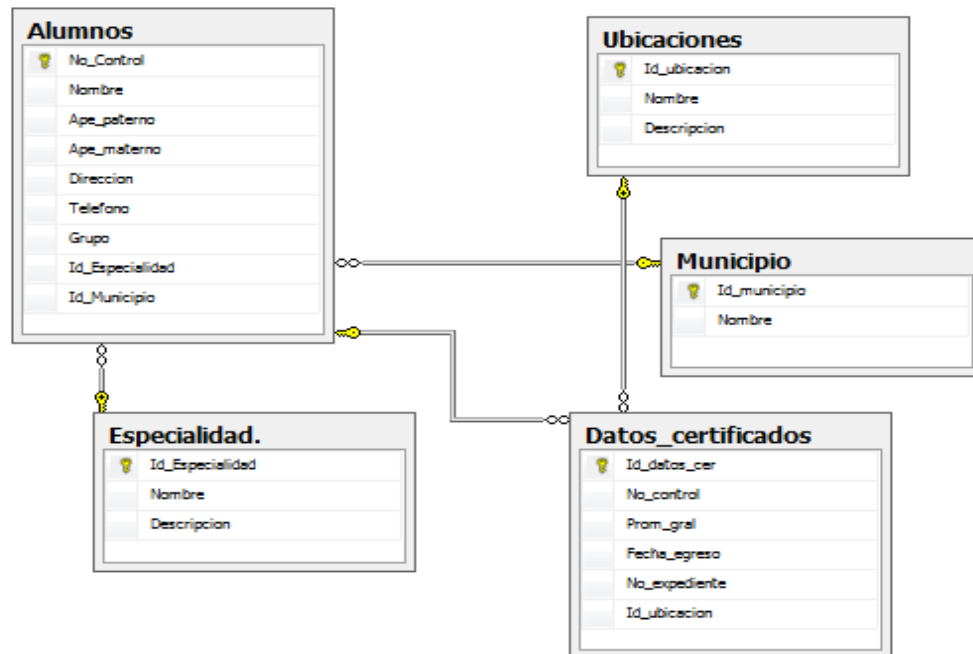 Alumnos
No_Control
Nombre
Ape_paterno
Ape_materno
Direccion
Telefono
Grupo
Id_Especialidad
Id_Municipio
Ubicaciones
Id_ubicacion
Nombre
Descripcion
Municipio
Id_municipio
Nombre
Especialidad.
Id_Especialidad
Nombre
Descripcion
Datos_certificados
Id_datos_cer
No_control
Prom_gral
Fecha_egreso
No_expediente
Id_ubicacion